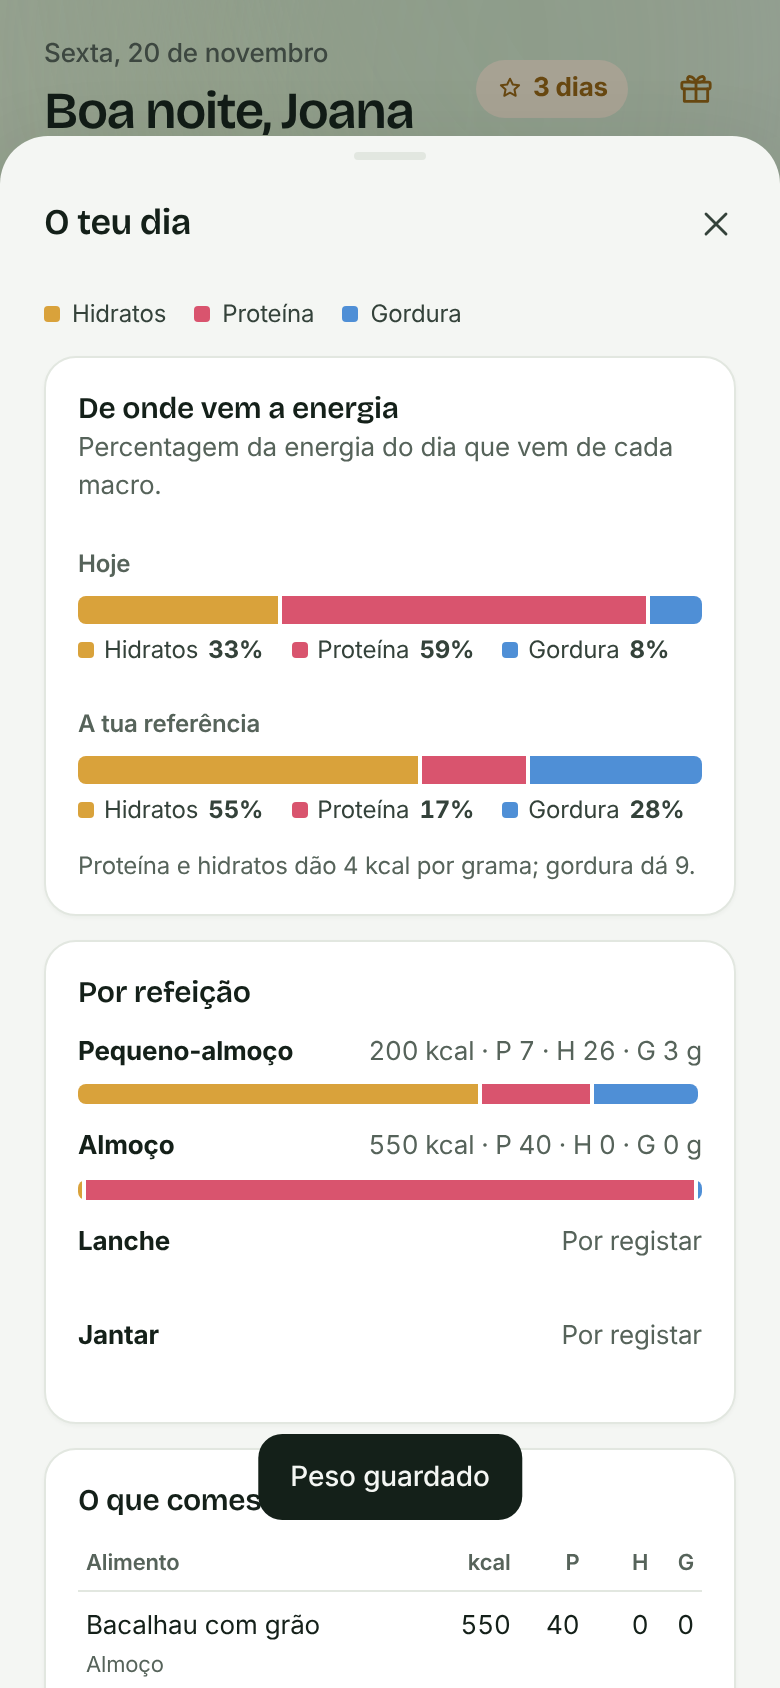 Sexta, 20 de novembro
Boa noite, Joana
3 dias
O teu dia
Hidratos Proteína Gordura
De onde vem a energia
Percentagem da energia do dia que vem de cada
macro.
Hoje
Hidratos 33% Proteína 59% Gordura 8%
A tua referência
Hidratos 55% Proteína 17% Gordura 28%
Proteína e hidratos dão 4 kcal por grama; gordura dá 9.
Por refeição
Pequeno-almoço 200 kcal · P 7 · H 26 · G 3 g
Almoço 550 kcal · P 40 · H 0 · G 0 g
Lanche Por registar
Jantar Por registar
Peso guardado
O que comes
Alimento kcal P H G
Bacalhau com grão 550 40 0 0
Almoço